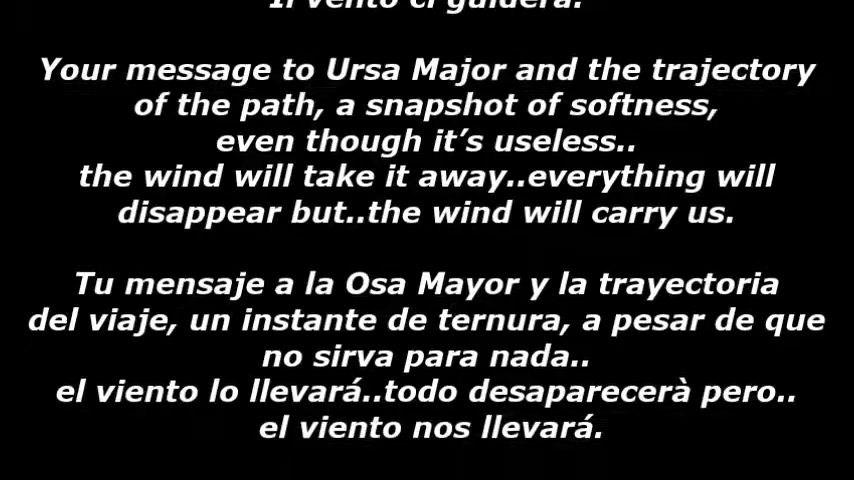 Il vento ci guiderà.
Your message to Ursa Major and the trajectory
of the path, a snapshot of softness,
even though it’s useless..
the wind will take it away..everything will
disappear but..the wind will carry us.
Tu mensaje a la Osa Mayor y la trayectoria
del viaje, un instante de ternura, a pesar de que
no sirva para nada..
el viento lo llevará..todo desaparecerà pero..
el viento nos llevará.